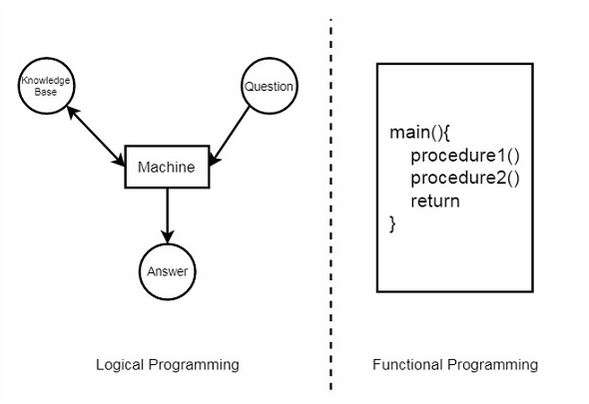 Knowledge
Base
Question
Machine
Answer
Logical Programming
main(){
procedure1()
procedure2()
return
}
Functional Programming